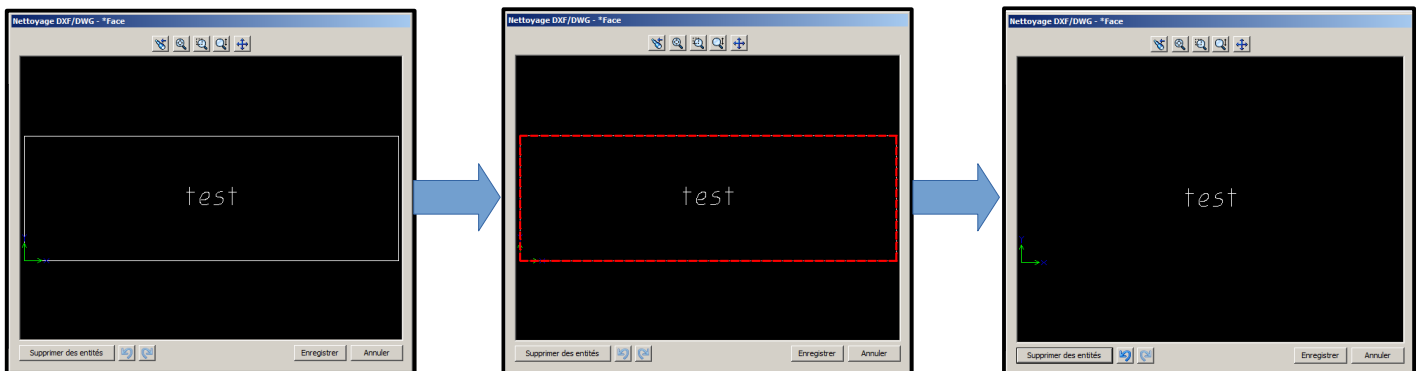 Nettoyage DXF/DWG - *Face
test
Supprimer des entités
Enregistrer
Annuler
Nettoyage DXF/DWG - *Face
test
Supprimer des entités
Enregistrer
Annuler
Nettoyage DXF/DWG - *Face
test
Supprimer des entités
Enregistrer
Annuler